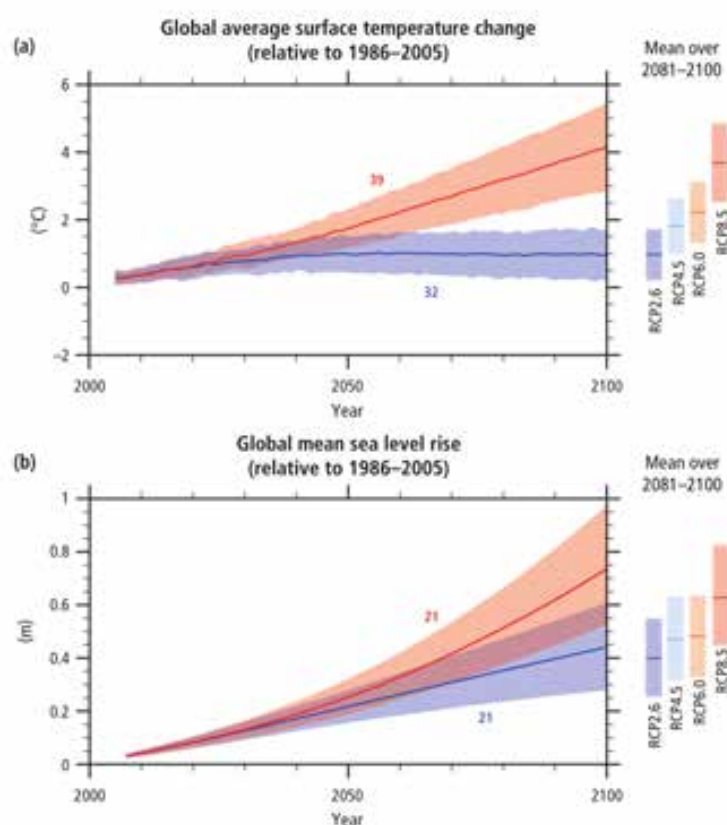 (a)
Global average surface temperature change
(relative to 1986–2005)
Mean over
2081–2100
6
4
2
0
−2
(°C)
39
32
2000
2050
2100
Year
RCP2.6
RCP4.5
RCP6.0
RCP8.5
(b)
Global mean sea level rise
(relative to 1986–2005)
Mean over
2081–2100
1
0.8
0.6
0.4
0.2
0
(m)
21
21
2000
2050
2100
Year
RCP2.6
RCP4.5
RCP6.0
RCP8.5